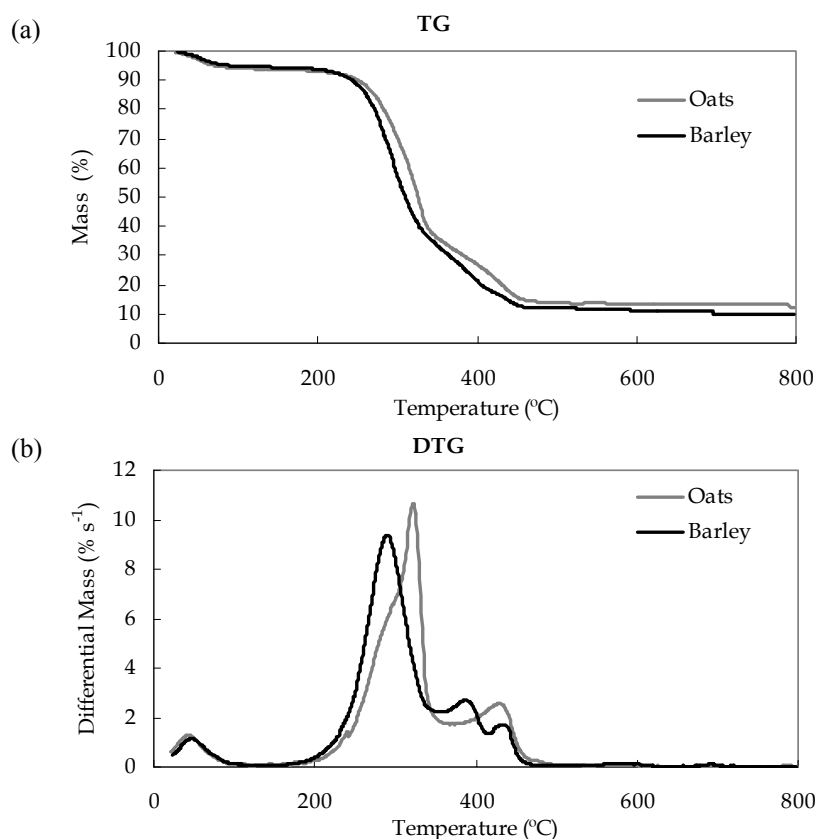 (a)
TG
100
90
80
70
60
50
40
30
20
10
0
Mass (%)
Oats
Barley
0 200 400 600 800
Temperature (ºC)
(b)
DTG
12
10
8
6
4
2
0
Differential Mass (% s-1)
Oats
Barley
0 200 400 600 800
Temperature (ºC)